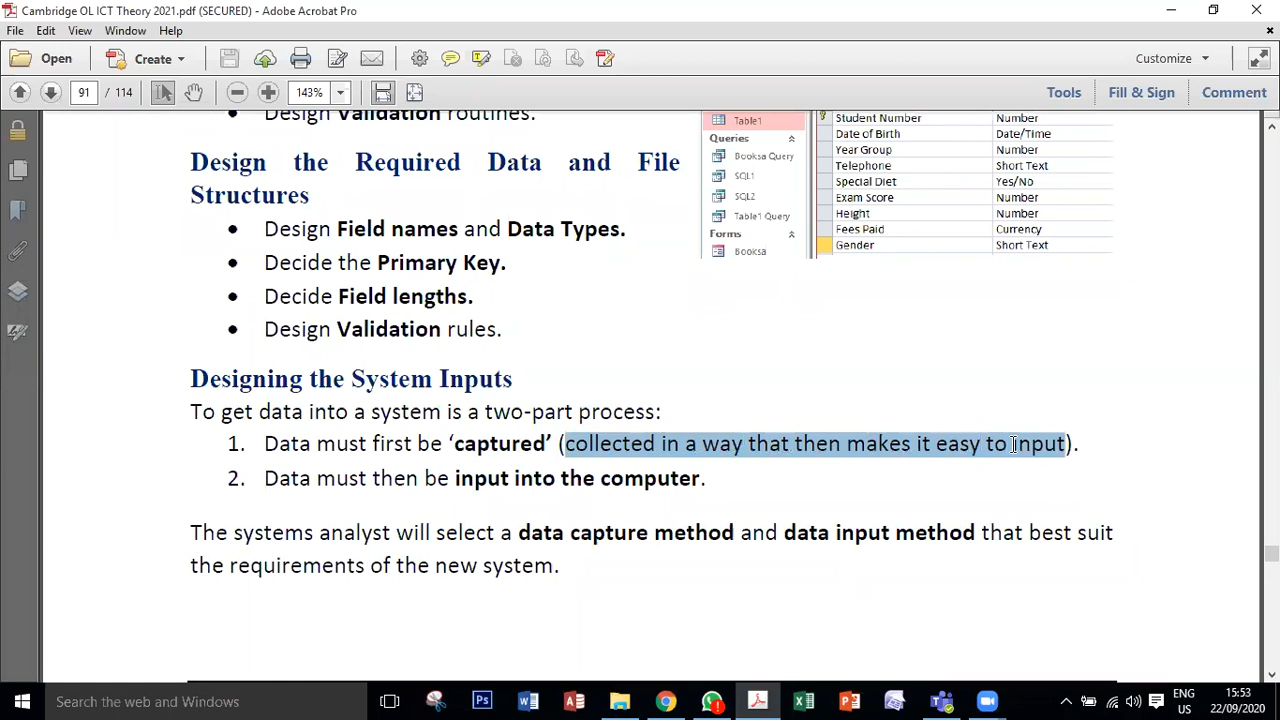 Cambridge OL ICT Theory 2021.pdf (SECURED) - Adobe Acrobat Pro
File Edit View Window Help
Open Create Customize
91 / 114 143% Tools Fill & Sign Comment
• Design Validation routines.
Design the Required Data and File
Structures
• Design Field names and Data Types.
• Decide the Primary Key.
• Decide Field lengths.
• Design Validation rules.
Table1
Queries
Booksa Query
SQL1
SQL2
Table1 Query
Forms
Booksa
Student Number Number
Date of Birth Date/Time
Year Group Number
Telephone Short Text
Special Diet Yes/No
Exam Score Number
Height Number
Fees Paid Currency
Gender Short Text
Designing the System Inputs
To get data into a system is a two-part process:
1. Data must first be ‘captured’ (collected in a way that then makes it easy to input).
2. Data must then be input into the computer.
The systems analyst will select a data capture method and data input method that best suit
the requirements of the new system.
Search the web and Windows
ENG
US
15:53
22/09/2020